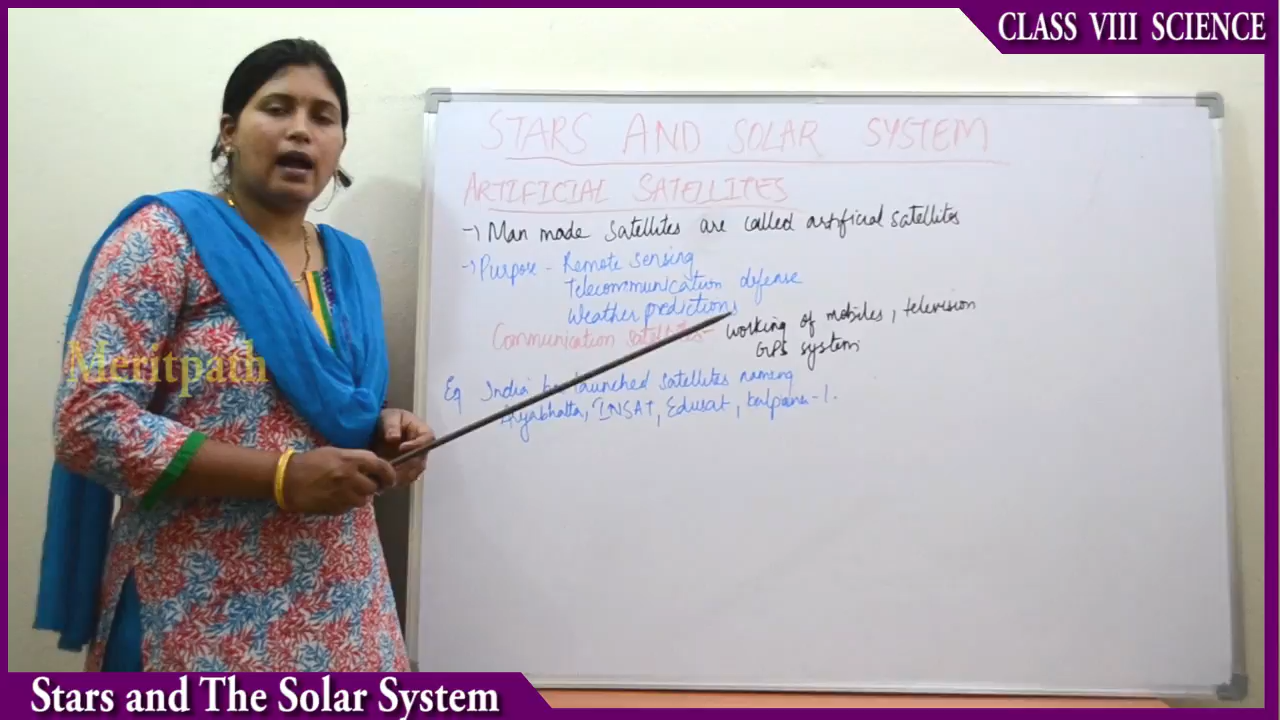 CLASS VIII SCIENCE
STARS AND SOLAR SYSTEM
ARTIFICIAL SATELLITES
→ Man made satellites are called artificial satellites
→ Purpose - Remote sensing
Telecommunication defense
Weather predictions
Communication satellites - working of mobiles, television
GPS system
Eg India launched satellites naming
Aryabhatta, INSAT, Edusat, kalpana-1.
Meritpath
Stars and The Solar System